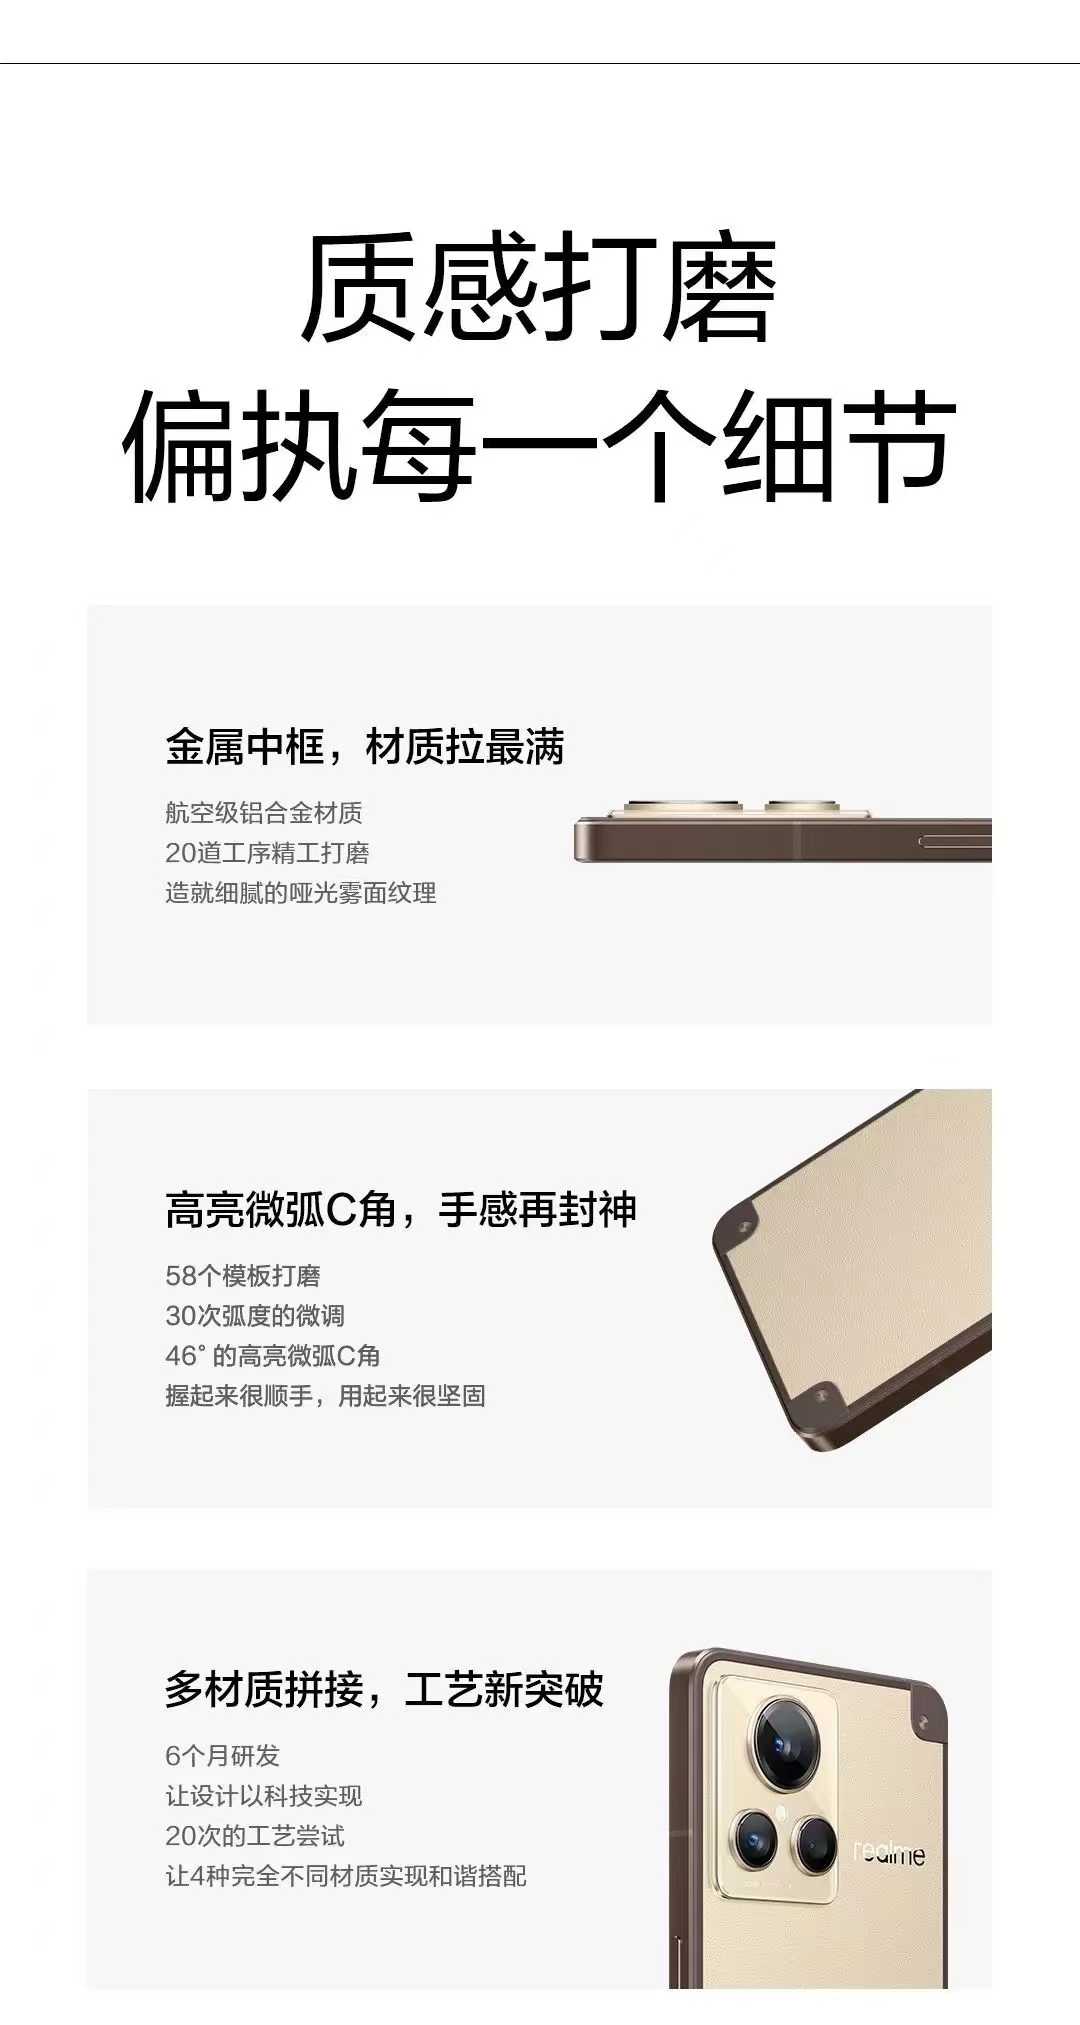 质感打磨
偏执每一个细节
金属中框，材质拉最满
航空级铝合金材质
20道工序精工打磨
造就细腻的哑光雾面纹理
高亮微弧C角，手感再封神
58个模板打磨
30次弧度的微调
46°的高亮微弧C角
握起来很顺手，用起来很坚固
多材质拼接，工艺新突破
6个月研发
让设计以科技实现
20次的工艺尝试
让4种完全不同材质实现和谐搭配
realme